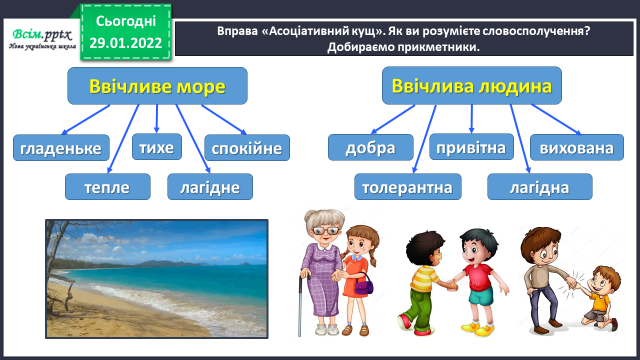 Всім.pptx
Нова українська школа
Сьогодні
29.01.2022
Вправа «Асоціативний кущ». Як ви розумієте словосполучення?
Добираємо прикметники.
Ввічливе море
гладеньке
тихе
спокійне
тепле
лагідне
Ввічлива людина
добра
привітна
вихована
толерантна
лагідна